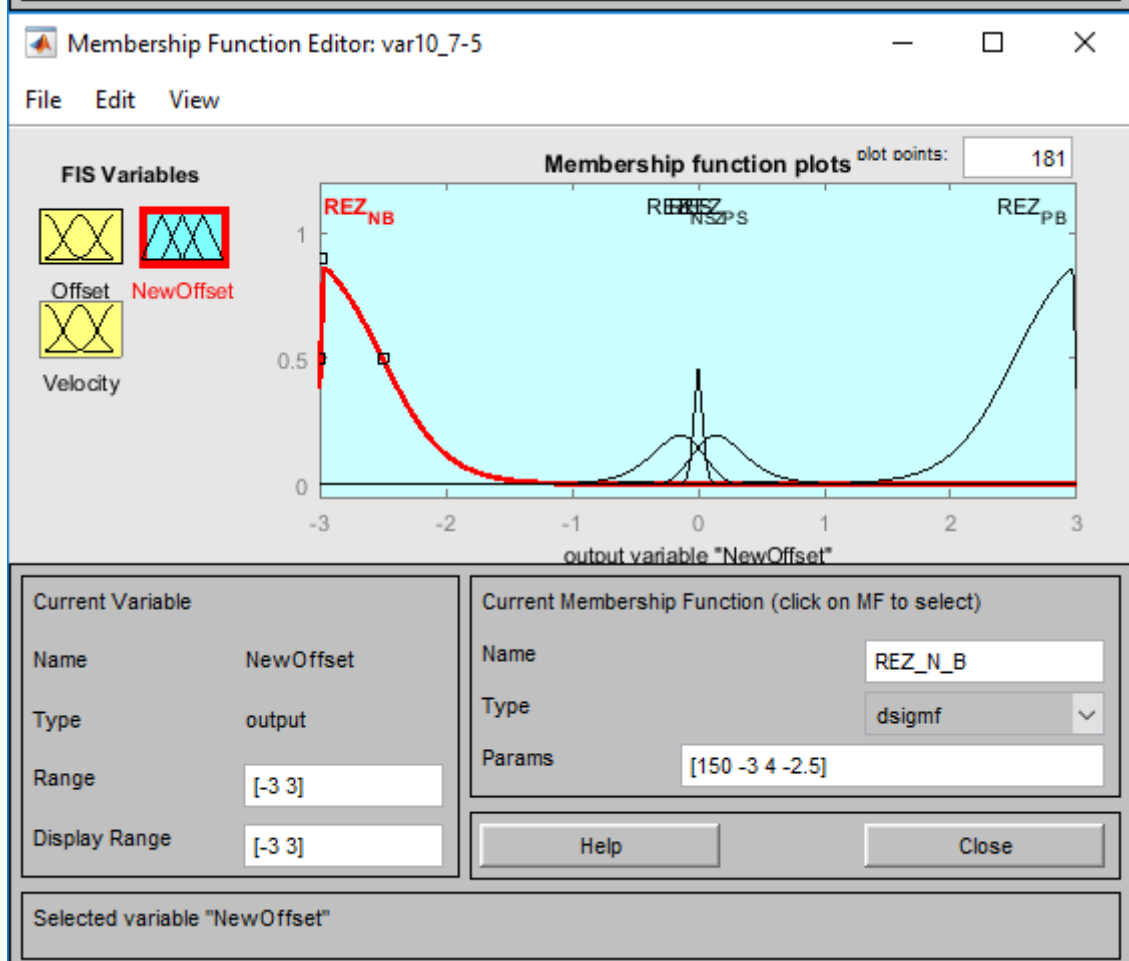 Membership Function Editor: var10_7-5
File Edit View
FIS Variables
Membership function plots plot points: 181
Offset NewOffset
Velocity
REZ_NB
REZ_PB
1
0.5
0
-3 -2 -1 0 1 2 3
output variable "NewOffset"
Current Variable
Name NewOffset
Type output
Range [-3 3]
Display Range [-3 3]
Current Membership Function (click on MF to select)
Name REZ_N_B
Type dsigmf
Params [150 -3 4 -2.5]
Help Close
Selected variable "NewOffset"